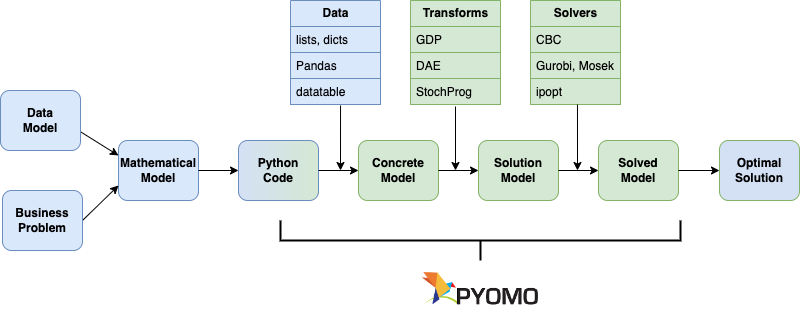 Data
lists, dicts
Pandas
datatable
Transforms
GDP
DAE
StochProg
Solvers
CBC
Gurobi, Mosek
ipopt
Data
Model
Business
Problem
Mathematical
Model
Python
Code
Concrete
Model
Solution
Model
Solved
Model
Optimal
Solution
PYOMO